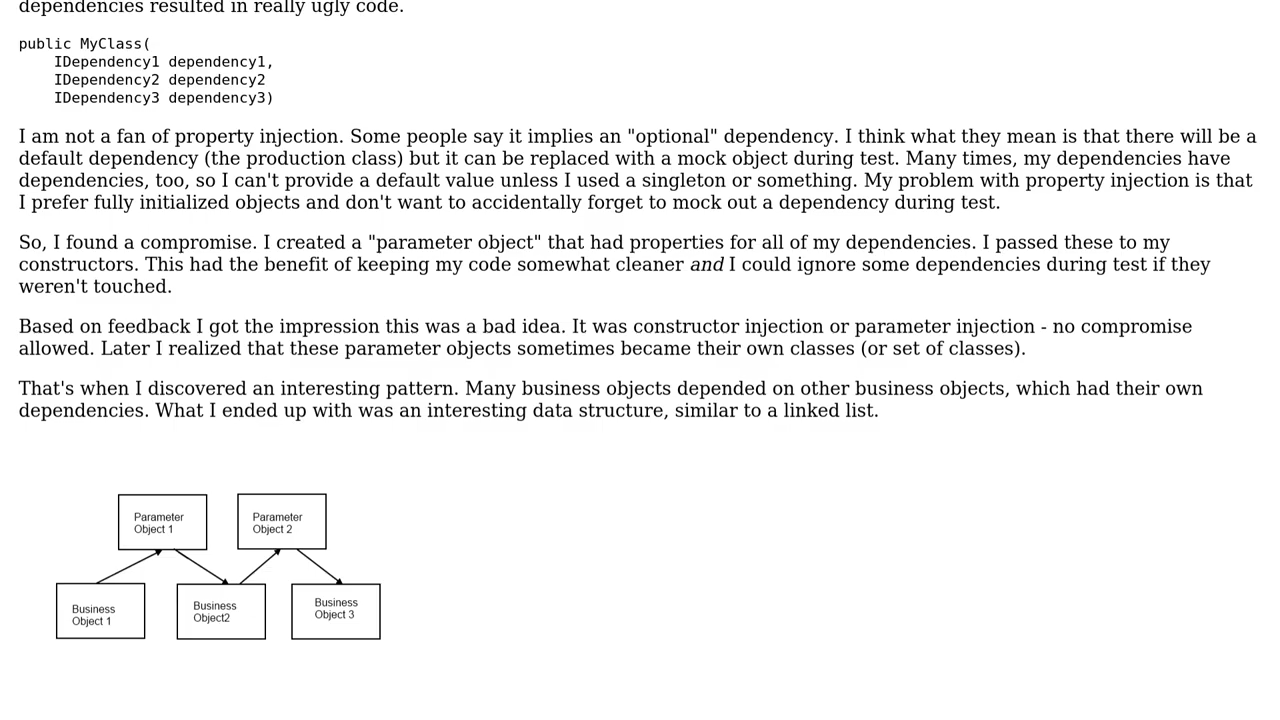 dependencies resulted in really ugly code.
public MyClass(
    IDependency1 dependency1,
    IDependency2 dependency2
    IDependency3 dependency3)
I am not a fan of property injection. Some people say it implies an "optional" dependency. I think what they mean is that there will be a
default dependency (the production class) but it can be replaced with a mock object during test. Many times, my dependencies have
dependencies, too, so I can't provide a default value unless I used a singleton or something. My problem with property injection is that
I prefer fully initialized objects and don't want to accidentally forget to mock out a dependency during test.
So, I found a compromise. I created a "parameter object" that had properties for all of my dependencies. I passed these to my
constructors. This had the benefit of keeping my code somewhat cleaner and I could ignore some dependencies during test if they
weren't touched.
Based on feedback I got the impression this was a bad idea. It was constructor injection or parameter injection - no compromise
allowed. Later I realized that these parameter objects sometimes became their own classes (or set of classes).
That's when I discovered an interesting pattern. Many business objects depended on other business objects, which had their own
dependencies. What I ended up with was an interesting data structure, similar to a linked list.
Parameter
Object 1
Parameter
Object 2
Business
Object 1
Business
Object2
Business
Object 3